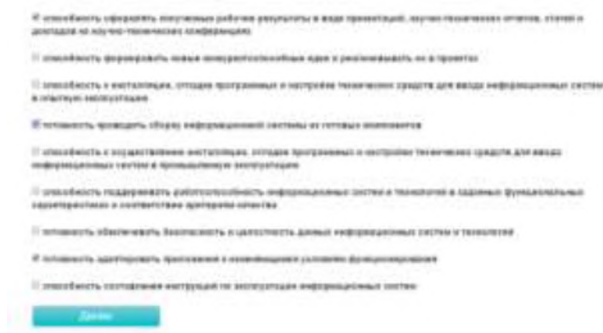 способность оформлять полученные рабочие результаты в виде презентаций, научно-технических отчетов, статей и
докладов на научно-технических конференциях
способность формировать новые конкурентоспособные идеи и реализовывать их в проектах
способность к инсталляции, отладке программных и настройке технических средств для ввода информационных систем
в опытную эксплуатацию
готовность проводить сборку информационной системы из готовых компонентов
способность к осуществлению инсталляции, отладке программных и настройке технических средств для ввода
информационных систем в промышленную эксплуатацию
способность поддерживать работоспособность информационных систем и технологий в заданных функциональных
характеристиках и соответствии критериям качества
готовность обеспечивать безопасность и целостность данных информационных систем и технологий
готовность адаптировать приложения к изменяющимся условиям функционирования
способность составления инструкций по эксплуатации информационных систем
Далее